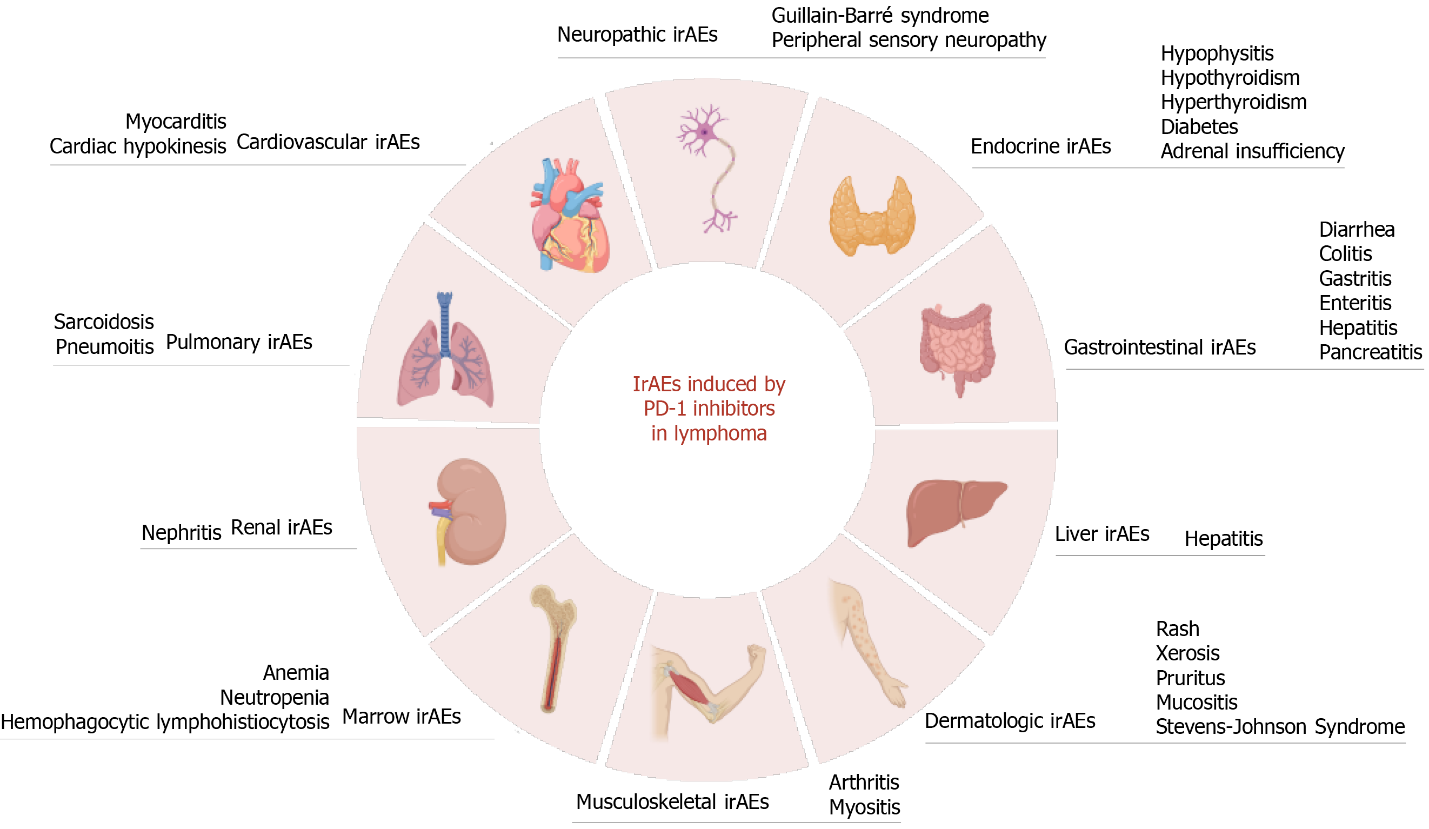 Neuropathic irAEs
Guillain-Barré syndrome
Peripheral sensory neuropathy
Endocrine irAEs
Hypophysitis
Hypothyroidism
Hyperthyroidism
Diabetes
Adrenal insufficiency
Gastrointestinal irAEs
Diarrhea
Colitis
Gastritis
Enteritis
Hepatitis
Pancreatitis
Liver irAEs
Hepatitis
Dermatologic irAEs
Rash
Xerosis
Pruritus
Mucositis
Stevens-Johnson Syndrome
Musculoskeletal irAEs
Arthritis
Myositis
Anemia
Neutropenia
Hemophagocytic lymphohistiocytosis
Marrow irAEs
Nephritis
Renal irAEs
Sarcoidosis
Pneumoitis
Pulmonary irAEs
Myocarditis
Cardiac hypokinesis
Cardiovascular irAEs
IrAEs induced by
PD-1 inhibitors
in lymphoma